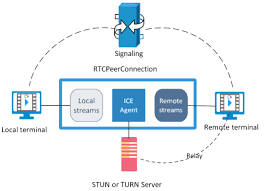 Signaling
RTCPeerConnection
Local
streams
ICE
Agent
Remote
streams
Local terminal
Remote terminal
Relay
STUN or TURN Server